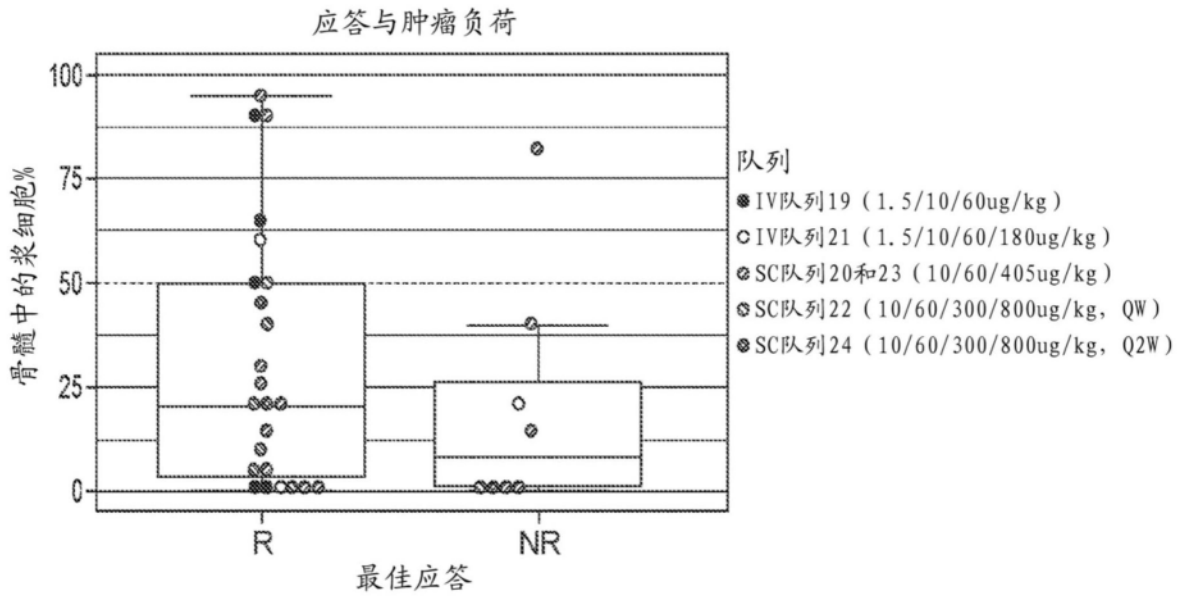 应答与肿瘤负荷
骨髓中的浆细胞%
100
75
50
25
0
R
NR
最佳应答
队列
IV队列19（1.5/10/60ug/kg）
IV队列21（1.5/10/60/180ug/kg）
SC队列20和23（10/60/405ug/kg）
SC队列22（10/60/300/800ug/kg, QW）
SC队列24（10/60/300/800ug/kg, Q2W）